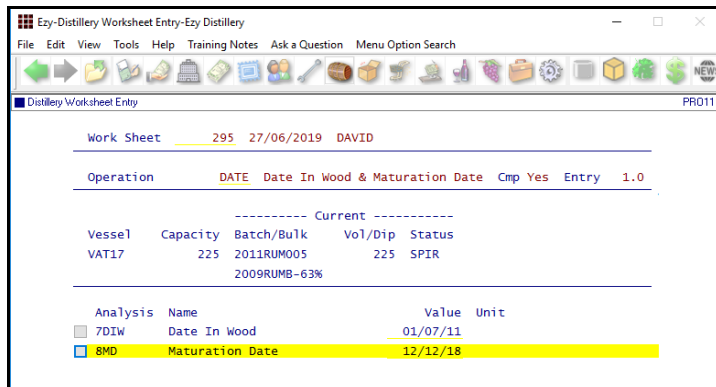 Ezy-Distillery Worksheet Entry-Ezy Distillery
File Edit View Tools Help Training Notes Ask a Question Menu Option Search
NEW
Distillery Worksheet Entry PRO11
Work Sheet 295 27/06/2019 DAVID
Operation DATE Date In Wood & Maturation Date Cmp Yes Entry 1.0
---------- Current -----------
Vessel Capacity Batch/Bulk Vol/Dip Status
VAT17 225 2011RUM005 225 SPIR
2009RUMB-63%
Analysis Name Value Unit
7DIW Date In Wood 01/07/11
8MD Maturation Date 12/12/18